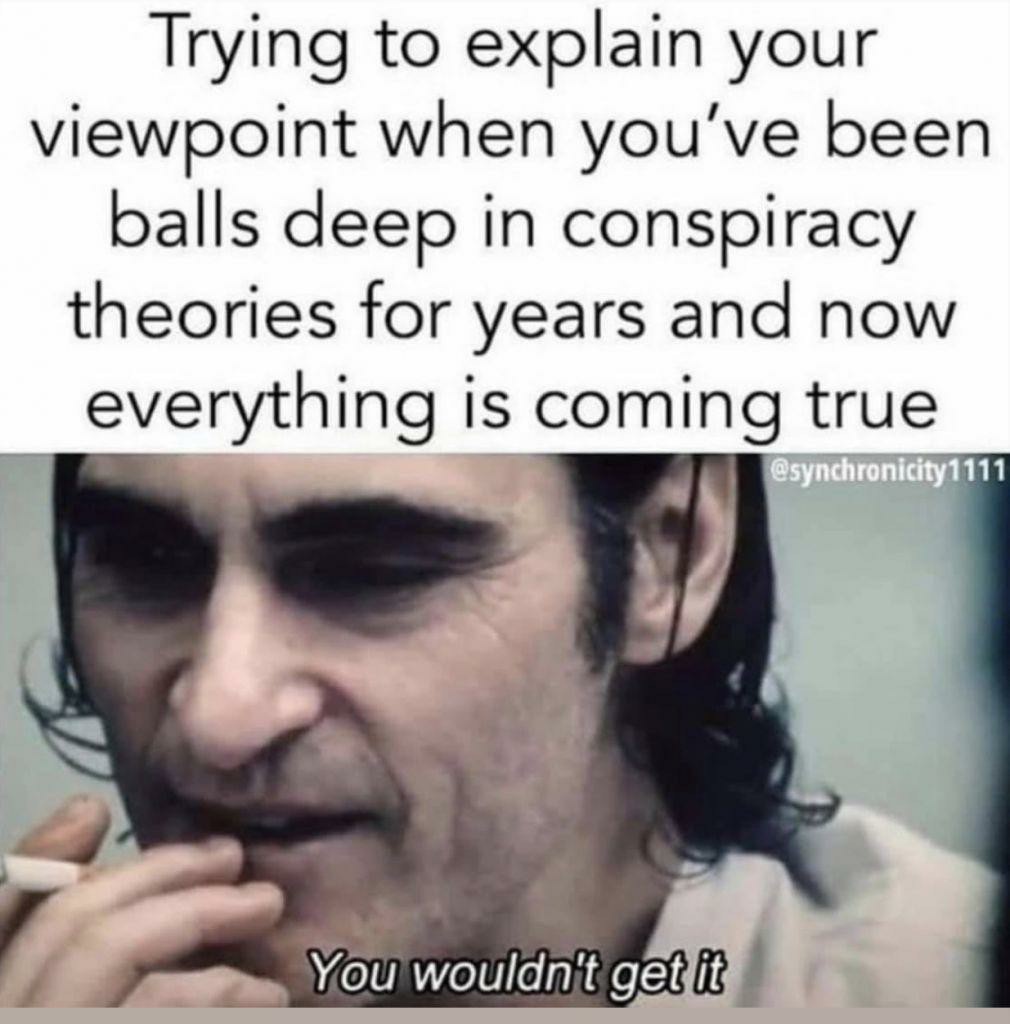 Trying to explain your
viewpoint when you’ve been
balls deep in conspiracy
theories for years and now
everything is coming true
@synchronicity1111
You wouldn't get it